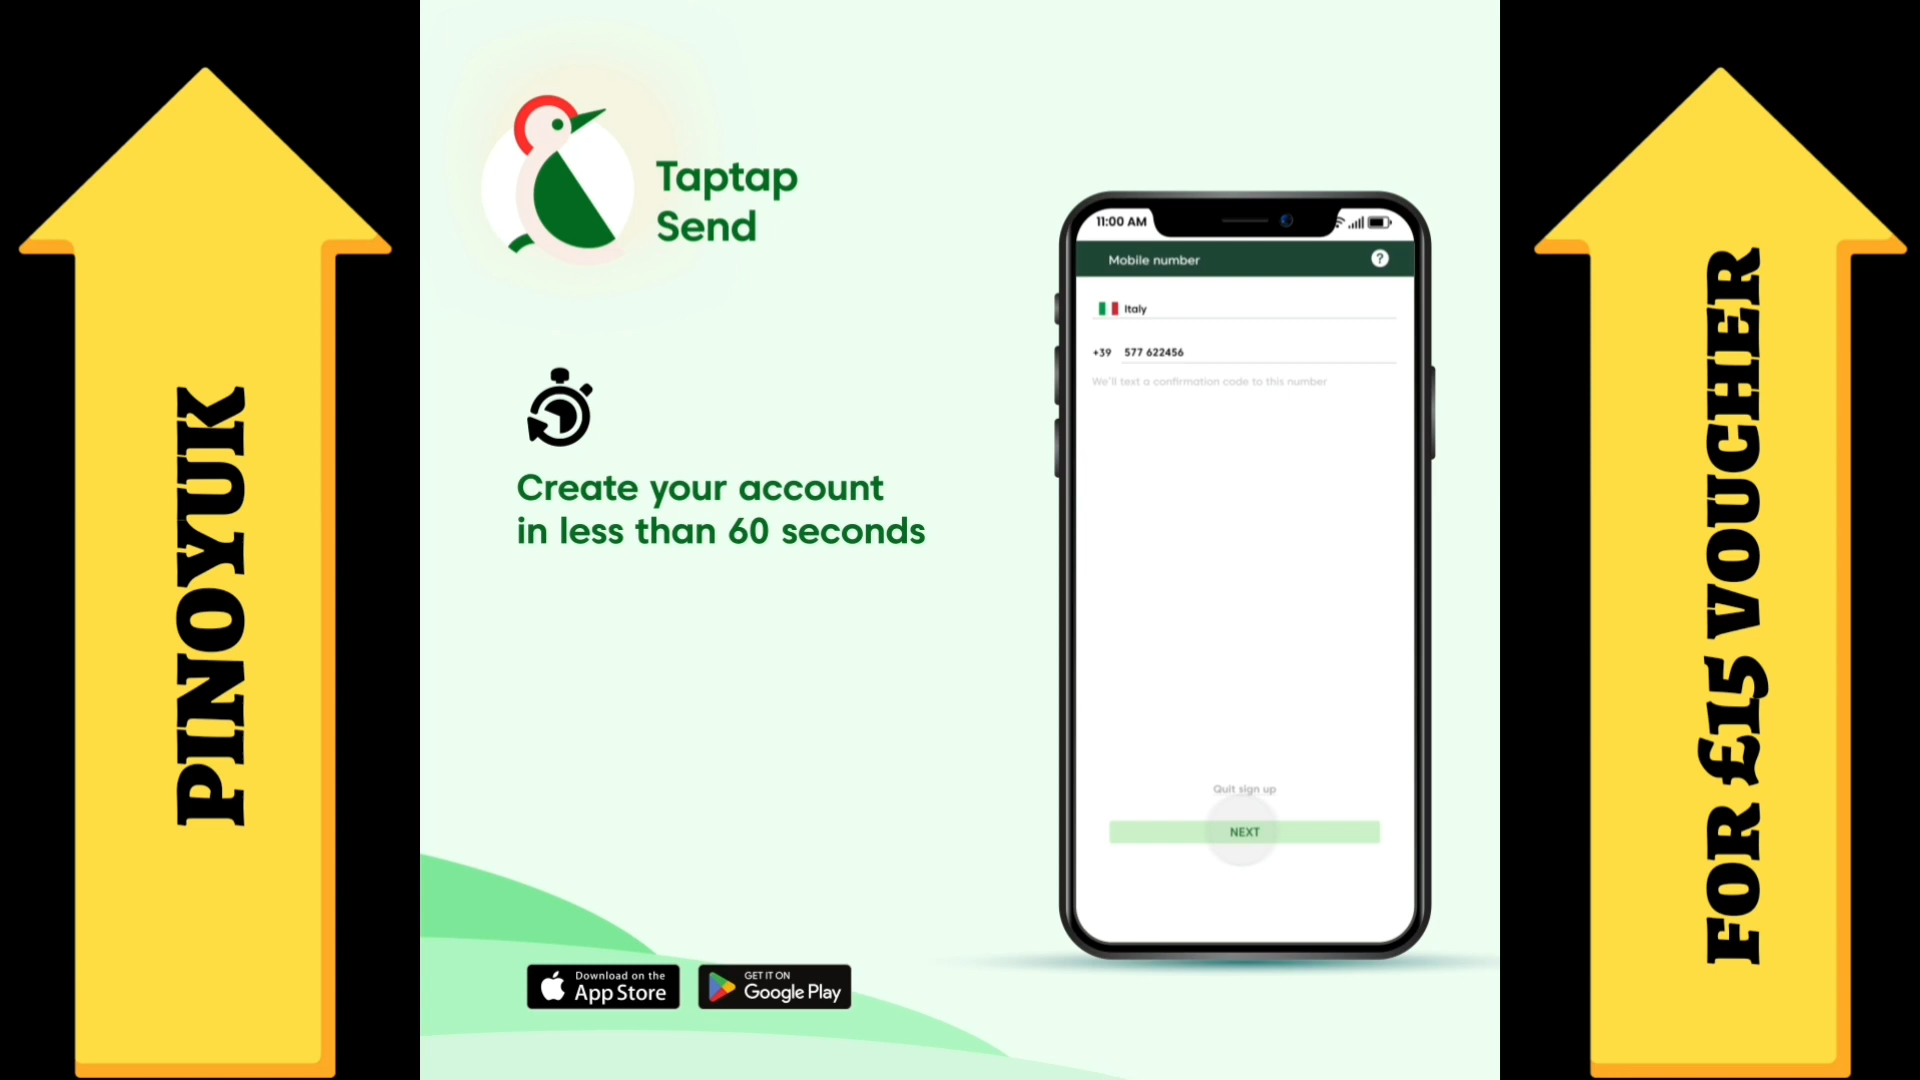 PINOYUK
Taptap
Send
Create your account
in less than 60 seconds
Download on the
App Store
GET IT ON
Google Play
11:00 AM
Mobile number
?
Italy
+39 577 622456
We'll text a confirmation code to this number
Quit sign up
NEXT
FOR £15 VOUCHER